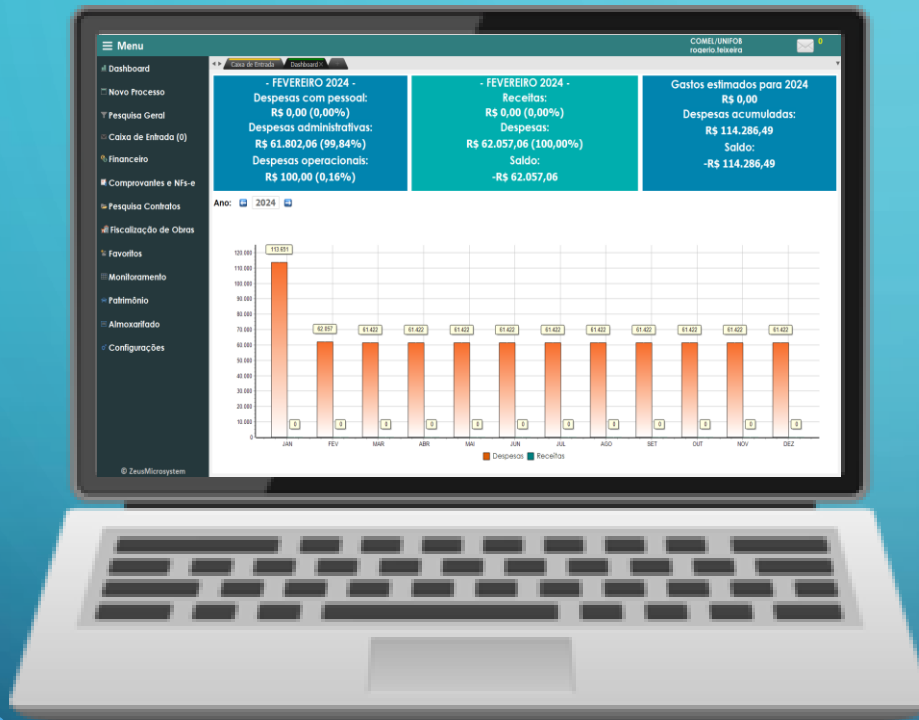 Menu
COMEL/UNIFOB
rogerio.teixeira
0
Dashboard
Novo Processo
Pesquisa Geral
Caixa de Entrada (0)
Financeiro
Comprovantes e NFs-e
Pesquisa Contratos
Fiscalização de Obras
Favoritos
Monitoramento
Patrimônio
Almoxarifado
Configurações
© ZeusMicrosystem
Caixa de Entrada
Dashboard
- FEVEREIRO 2024 -
Despesas com pessoal:
R$ 0,00 (0,00%)
Despesas administrativas:
R$ 61.802,06 (99,84%)
Despesas operacionais:
R$ 100,00 (0,16%)
- FEVEREIRO 2024 -
Receitas:
R$ 0,00 (0,00%)
Despesas:
R$ 62.057,06 (100,00%)
Saldo:
-R$ 62.057,06
Gastos estimados para 2024
R$ 0,00
Despesas acumuladas:
R$ 114.286,49
Saldo:
-R$ 114.286,49
Ano: 2024
120.000
110.000
100.000
90.000
80.000
70.000
60.000
50.000
40.000
30.000
20.000
10.000
0
62.057 61.422 61.422 61.422 61.422 61.422 61.422 61.422 61.422 61.422 61.422
0 0 0 0 0 0 0 0 0 0 0 0
JAN FEV MAR ABR MAI JUN JUL AGO SET OUT NOV DEZ
Despesas Receitas